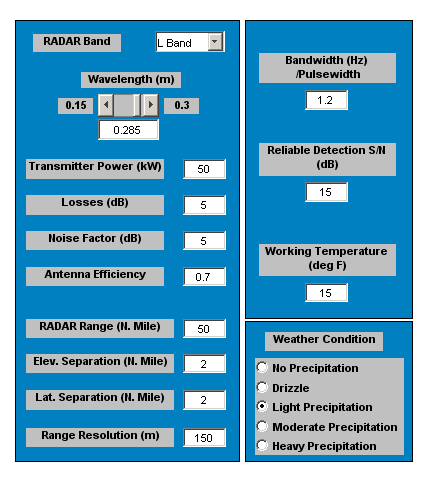 RADAR Band
L Band
Wavelength (m)
0.15
0.3
0.285
Transmitter Power (kW)
50
Losses (dB)
5
Noise Factor (dB)
5
Antenna Efficiency
0.7
RADAR Range (N. Mile)
50
Elev. Separation (N. Mile)
2
Lat. Separation (N. Mile)
2
Range Resolution (m)
150
Bandwidth (Hz)
/Pulsewidth
1.2
Reliable Detection S/N
(dB)
15
Working Temperature
(deg F)
15
Weather Condition
No Precipitation
Drizzle
Light Precipitation
Moderate Precipitation
Heavy Precipitation